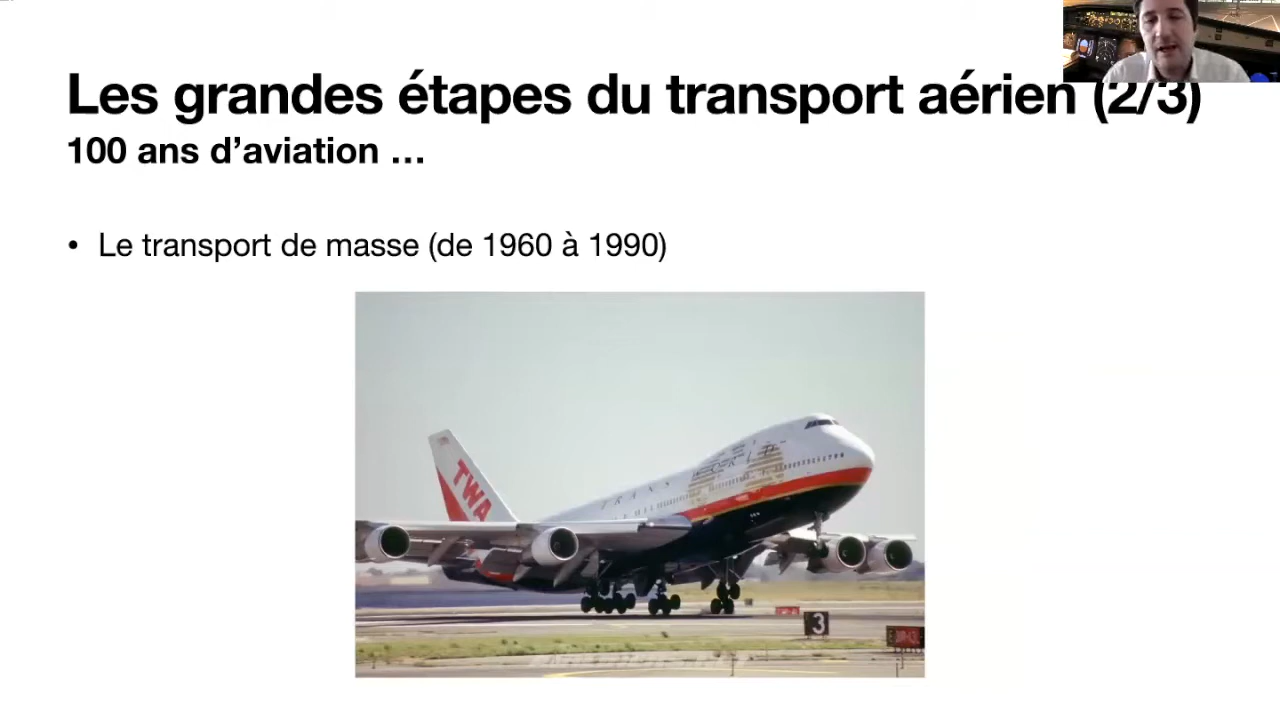 Les grandes étapes du transport aérien (2/3)
100 ans d’aviation …
• Le transport de masse (de 1960 à 1990)
TWA
TRANS
3